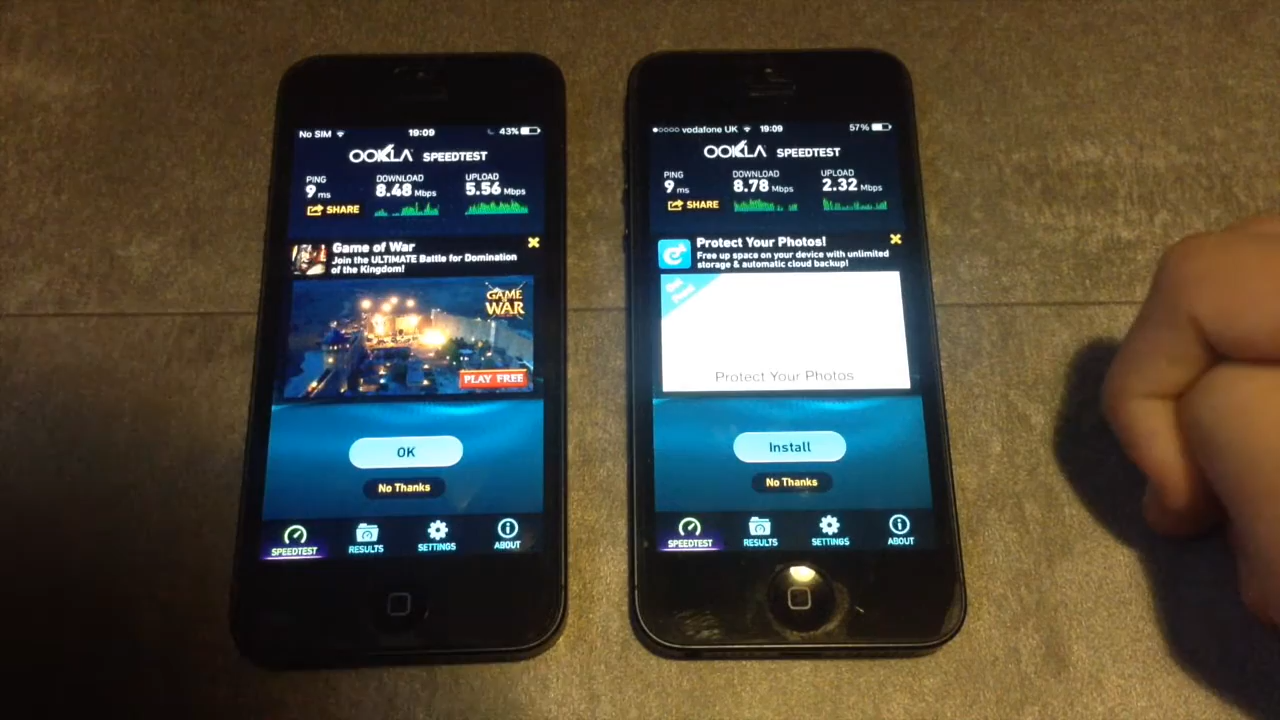 No SIM 19:09 43%
OOKLA SPEEDTEST
PING DOWNLOAD UPLOAD
9 ms 8.48 Mbps 5.56 Mbps
SHARE
Game of War
Join the ULTIMATE Battle for Domination
of the Kingdom!
GAME
OF
WAR
PLAY FREE
OK
No Thanks
SPEEDTEST RESULTS SETTINGS ABOUT
vodafone UK 19:09 57%
OOKLA SPEEDTEST
PING DOWNLOAD UPLOAD
9 ms 8.78 Mbps 2.32 Mbps
SHARE
Protect Your Photos!
Free up space on your device with unlimited
storage & automatic cloud backup!
Protect Your Photos
Install
No Thanks
SPEEDTEST RESULTS SETTINGS ABOUT